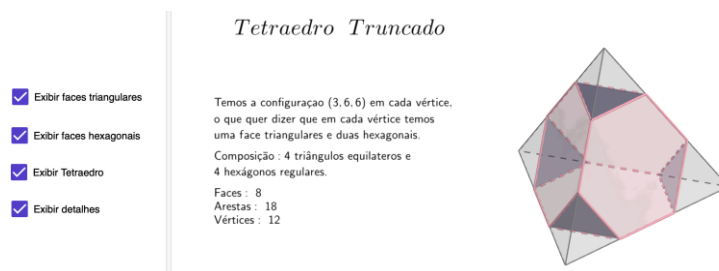 Tetraedro Truncado
Exibir faces triangulares
Exibir faces hexagonais
Exibir Tetraedro
Exibir detalhes
Temos a configuraçao (3, 6, 6) em cada vértice,
o que quer dizer que em cada vértice temos
uma face triangulares e duas hexagonais.
Composição : 4 triângulos equilateros e
4 hexágonos regulares.
Faces : 8
Arestas : 18
Vértices : 12